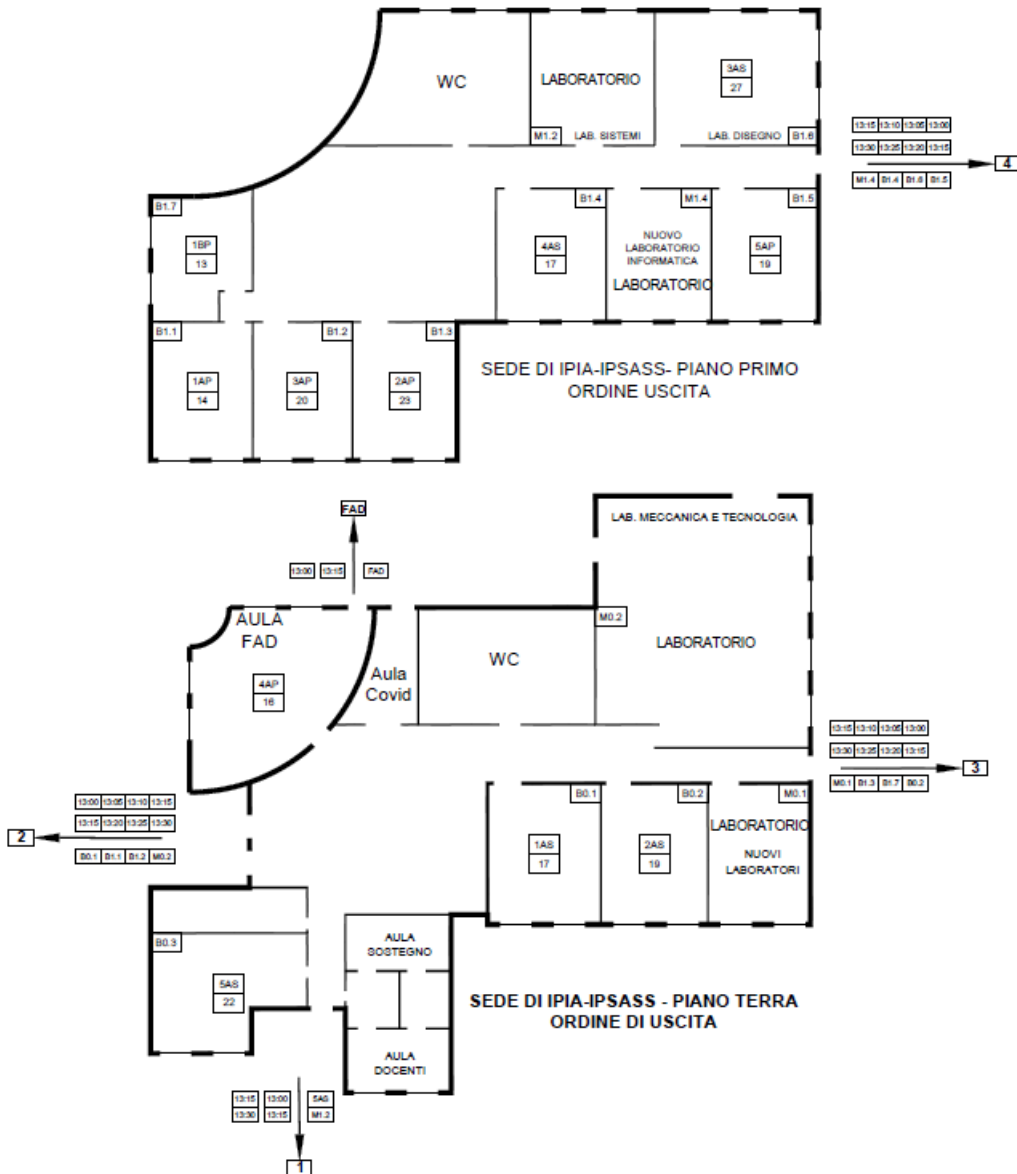 WC
LABORATORIO
3AS
27
M1.2
LAB. SISTEMI
LAB. DISEGNO
B1.6
13:15 13:10 13:05 13:00
13:30 13:25 13:20 13:15
M1.4 B1.4 B1.6 B1.5
4
B1.7
1BP
13
B1.4
4AS
17
M1.4
NUOVO
LABORATORIO
INFORMATICA
LABORATORIO
B1.5
5AP
19
B1.1
1AP
14
B1.2
3AP
20
B1.3
2AP
23
SEDE DI IPIA-IPSASS- PIANO PRIMO
ORDINE USCITA
FAD
13:00 13:15 FAD
LAB. MECCANICA E TECNOLOGIA
AULA
FAD
4AP
16
Aula
Covid
WC
M0.2
LABORATORIO
13:15 13:10 13:05 13:00
13:30 13:25 13:20 13:15
M0.1 B1.3 B1.7 B0.2
3
13:00 13:05 13:10 13:15
13:15 13:20 13:25 13:30
B0.1 B1.1 B1.2 M0.2
2
B0.1
1AS
17
B0.2
2AS
19
M0.1
LABORATORIO
NUOVI
LABORATORI
B0.3
5AS
22
AULA
SOSTEGNO
AULA
DOCENTI
SEDE DI IPIA-IPSASS - PIANO TERRA
ORDINE DI USCITA
13:15 13:00 5AS
13:30 13:15 M1.2
1